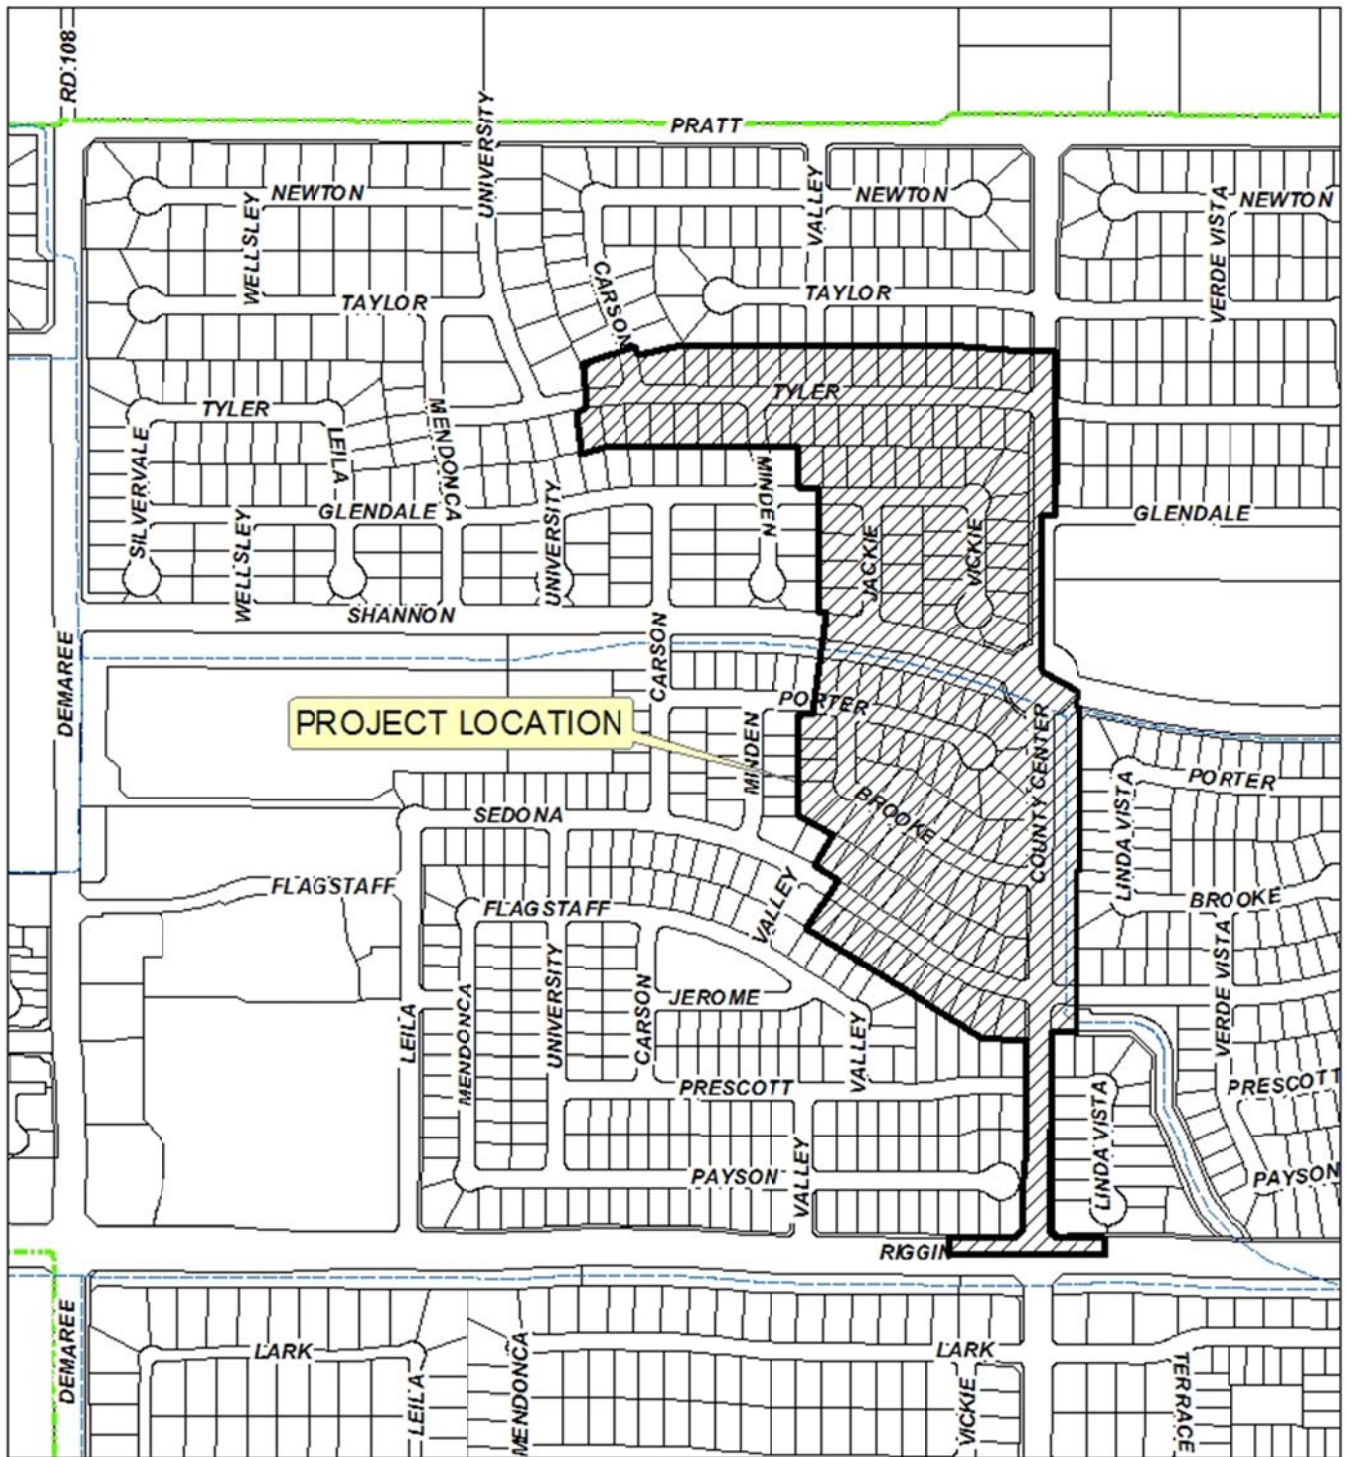 RD 108
UNIVERSITY
PRATT
NEWTON
WELLSLEY
VALLEY
NEWTON
VERDE VISTA
NEWTON
TAYLOR
CARSON
TAYLOR
TYLER
TYLER
SILVERVALE
LEILA
MENDONCA
MINDEN
GLENDALE
UNIVERSITY
GLENDALE
WELLSLEY
JACKIE
VICKIE
SHANNON
DEMAREE
CARSON
PORTER
PROJECT LOCATION
MINDEN
COUNTY CENTER
LINDA VISTA
PORTER
SEDONA
BROOKE
FLAGSTAFF
FLAGSTAFF
VALLEY
BROOKE
UNIVERSITY
VERDE VISTA
LEILA
MENDONCA
CARSON
JEROME
VALLEY
PRESCOTT
PRESCOTT
LINDA VISTA
PAYSON
VALLEY
PAYSON
RIGGIN
DEMAREE
LARK
LEILA
MENDONCA
LARK
VICKIE
TERRACE